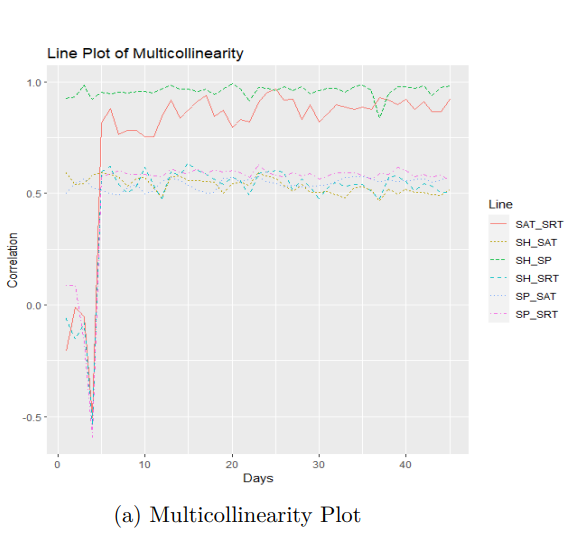 Line Plot of Multicollinearity
1.0
0.5
0.0
-0.5
Correlation
0
10
20
30
40
Days
Line
SAT_SRT
SH_SAT
SH_SP
SH_SRT
SP_SAT
SP_SRT
(a) Multicollinearity Plot